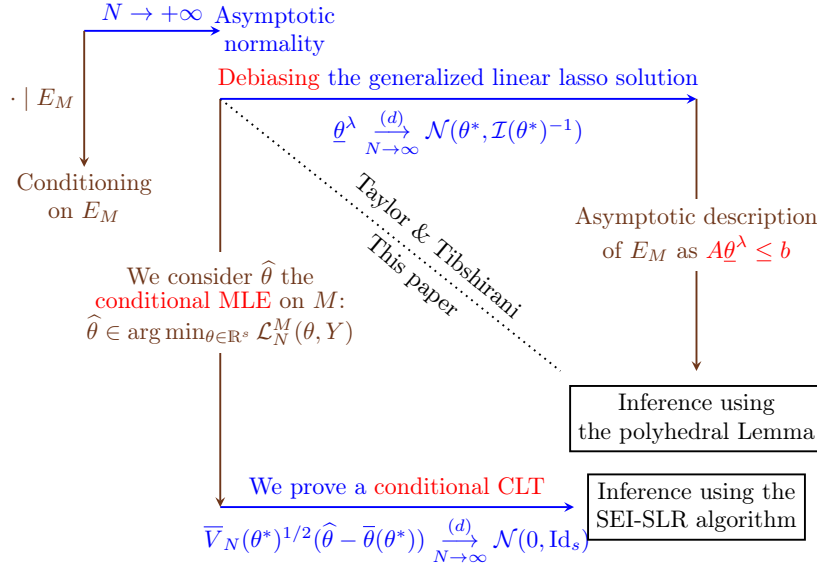 N → +∞
Asymptotic
normality
· | E_M
Conditioning
on E_M
Debiasing the generalized linear lasso solution
θ̲^λ \xrightarrow[N→∞]{(d)} 𝒩(θ*, ℐ(θ*)^{-1})
Taylor & Tibshirani
This paper
Asymptotic description
of E_M as Aθ̲^λ ≤ b
We consider θ̂ the
conditional MLE on M:
θ̂ ∈ arg min_{θ∈ℝ^s} ℒ_N^M(θ, Y)
Inference using
the polyhedral Lemma
We prove a conditional CLT
V̅_N(θ*)^{1/2}(θ̂ − θ̅(θ*)) \xrightarrow[N→∞]{(d)} 𝒩(0, Id_s)
Inference using the
SEI-SLR algorithm